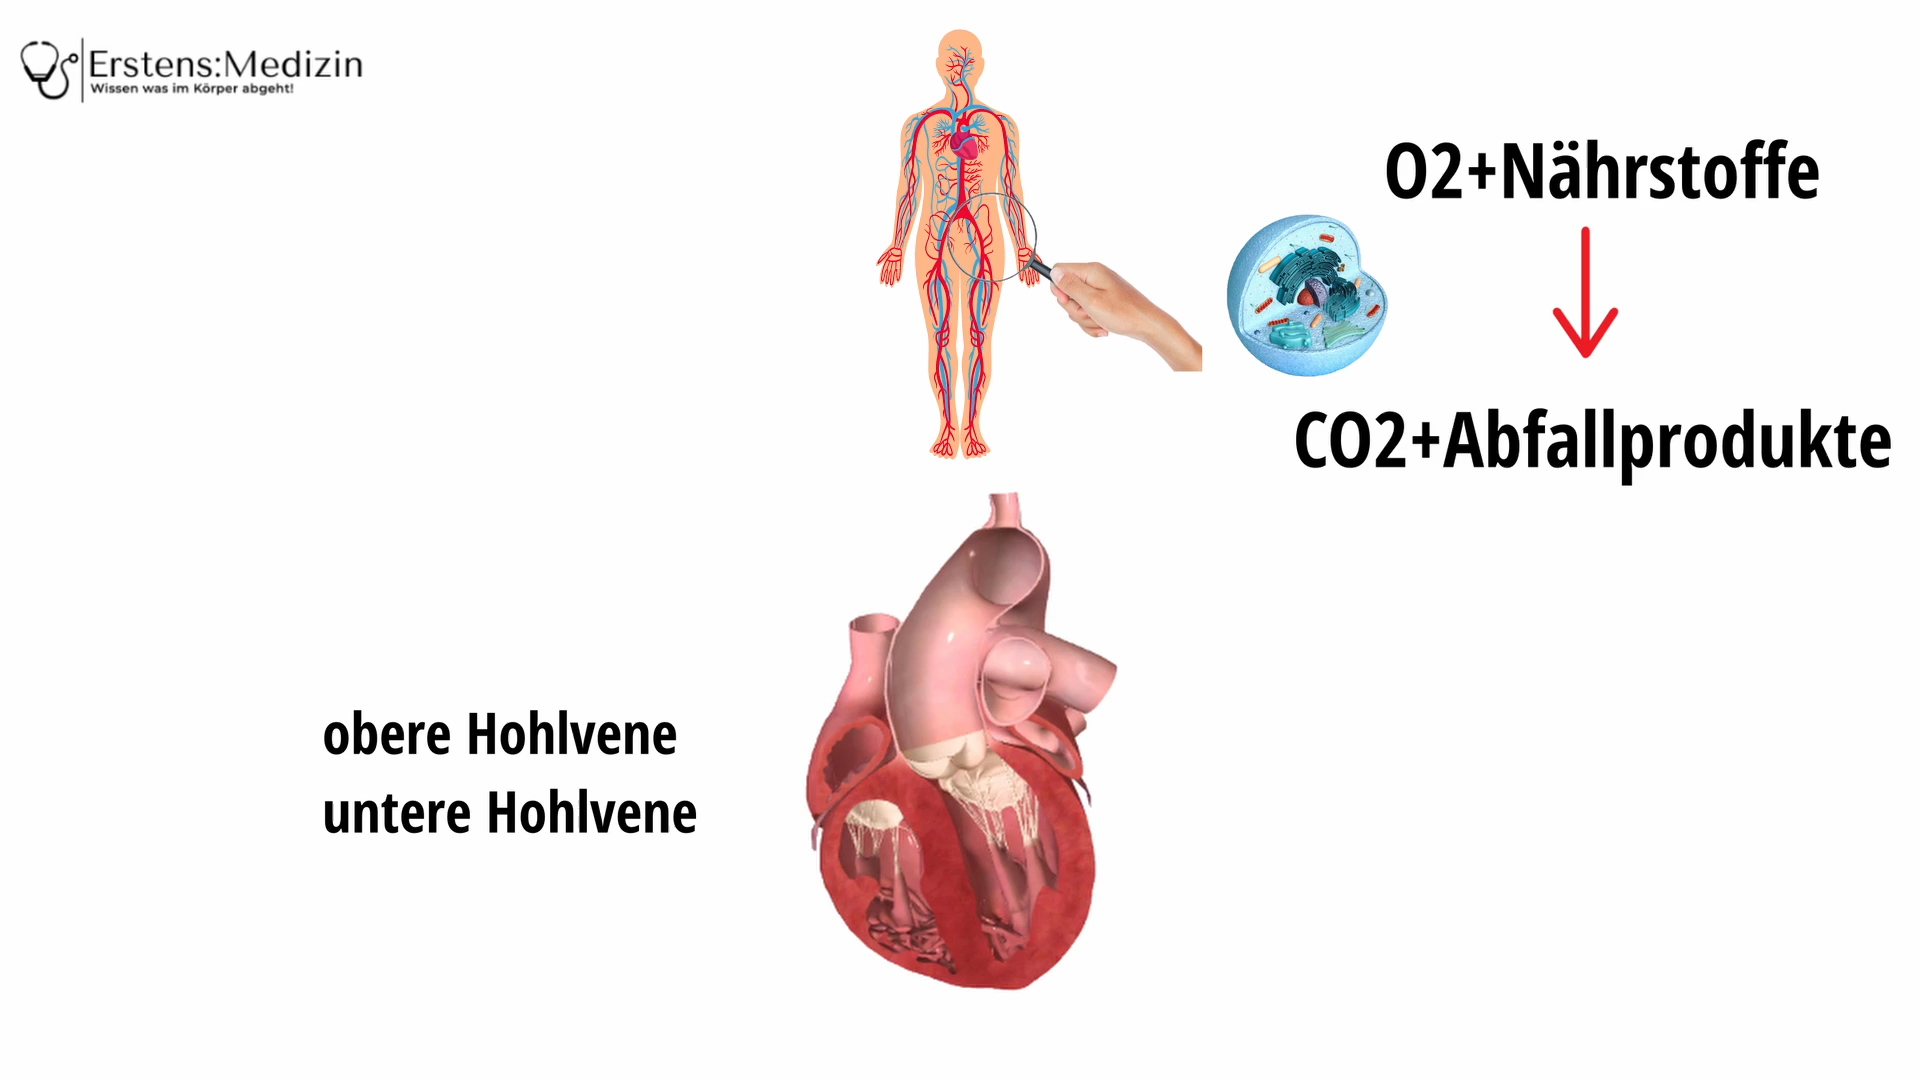 Erstens:Medizin
Wissen was im Körper abgeht!
O2+Nährstoffe
CO2+Abfallprodukte
obere Hohlvene
untere Hohlvene